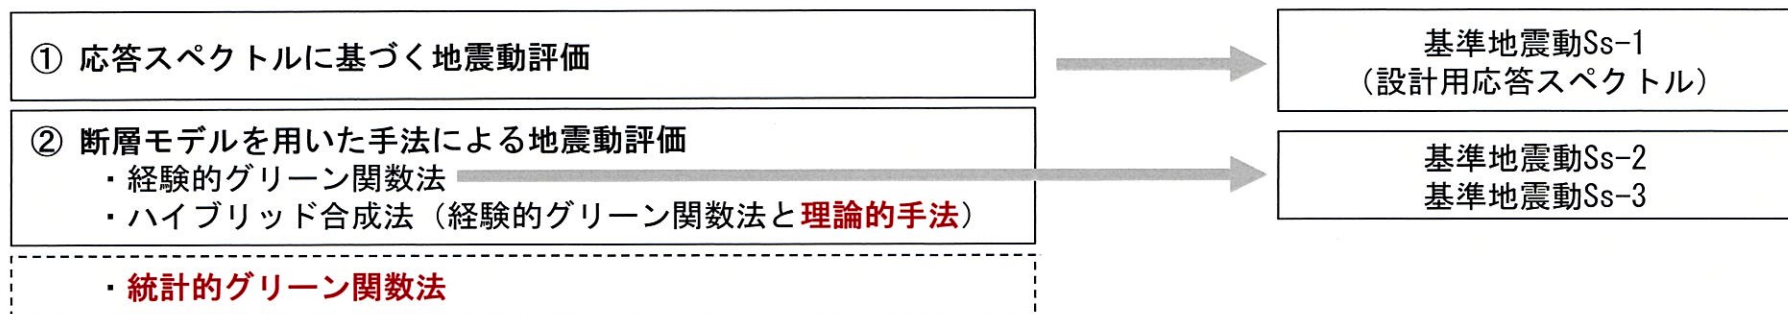 ① 応答スペクトルに基づく地震動評価
基準地震動Ss-1
(設計用応答スペクトル)
② 断層モデルを用いた手法による地震動評価
・経験的グリーン関数法
・ハイブリッド合成法(経験的グリーン関数法と理論的手法)
基準地震動Ss-2
基準地震動Ss-3
・統計的グリーン関数法